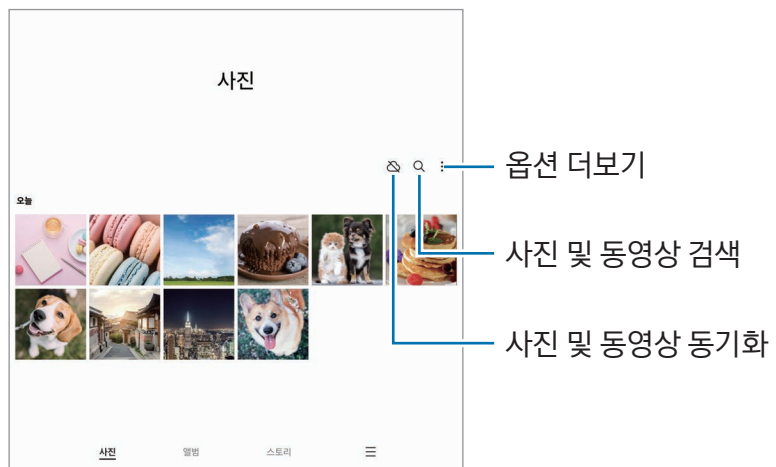 사진
옵션 더보기
오늘
사진 및 동영상 검색
사진 및 동영상 동기화
사진
앨범
스토리